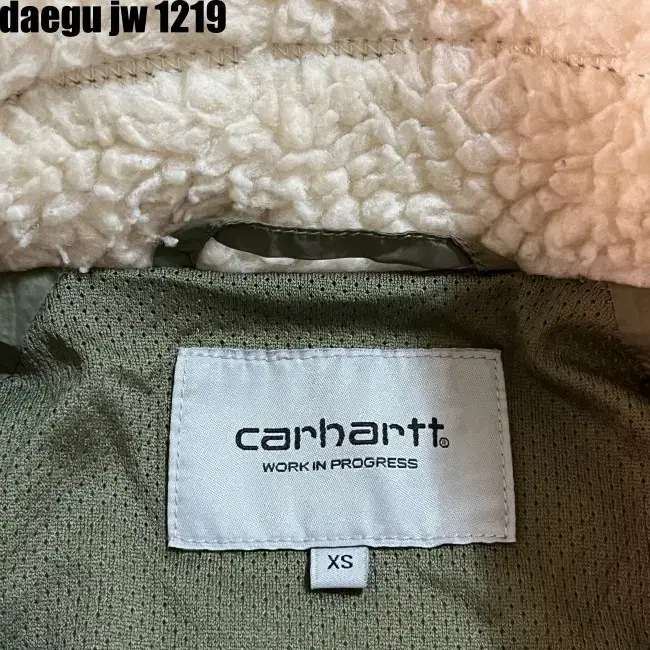 daegu jw 1219
carhartt®
WORK IN PROGRESS
XS